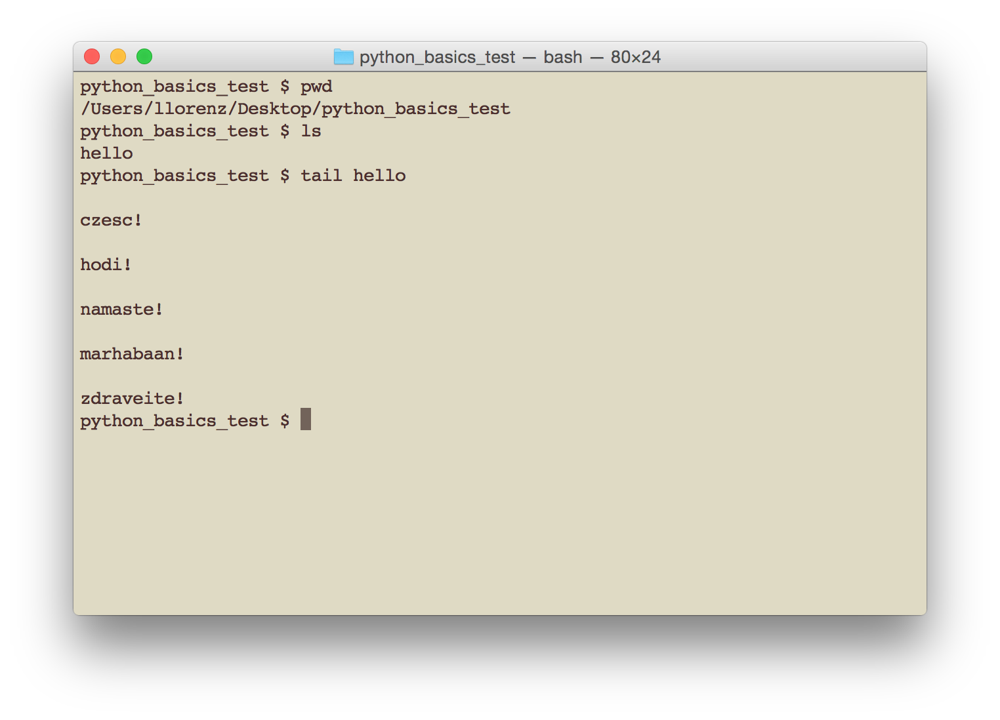 python_basics_test — bash — 80×24
python_basics_test $ pwd
/Users/llorenz/Desktop/python_basics_test
python_basics_test $ ls
hello
python_basics_test $ tail hello
czesc!
hodi!
namaste!
marhabaan!
zdraveite!
python_basics_test $